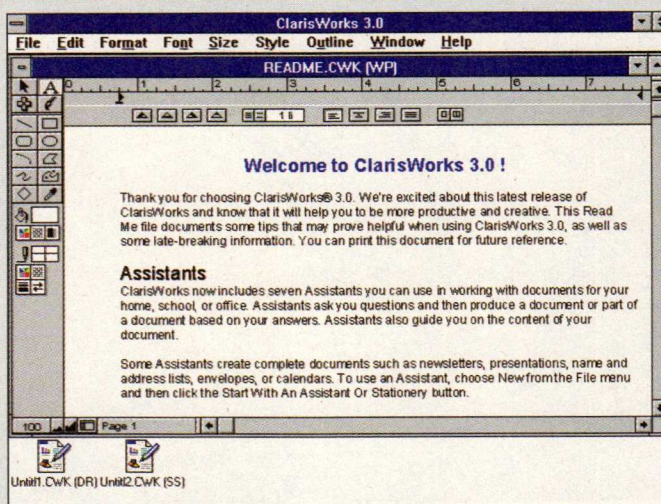 ClarisWorks 3.0
File Edit Format Font Size Style Outline Window Help
README.CWK (WP)
0 1 2 3 4 5 6 7
1 li
Welcome to ClarisWorks 3.0 !
Thank you for choosing ClarisWorks® 3.0. We're excited about this latest release of
ClarisWorks and know that it will help you to be more productive and creative. This Read
Me file documents some tips that may prove helpful when using ClarisWorks 3.0, as well as
some late-breaking information. You can print this document for future reference.
Assistants
ClarisWorks now includes seven Assistants you can use in working with documents for your
home, school, or office. Assistants ask you questions and then produce a document or part of
a document based on your answers. Assistants also guide you on the content of your
document.
Some Assistants create complete documents such as newsletters, presentations, name and
address lists, envelopes, or calendars. To use an Assistant, choose New from the File menu
and then click the Start With An Assistant Or Stationery button.
100 Page 1
Untitl1.CWK (DR) Untitl2.CWK (SS)